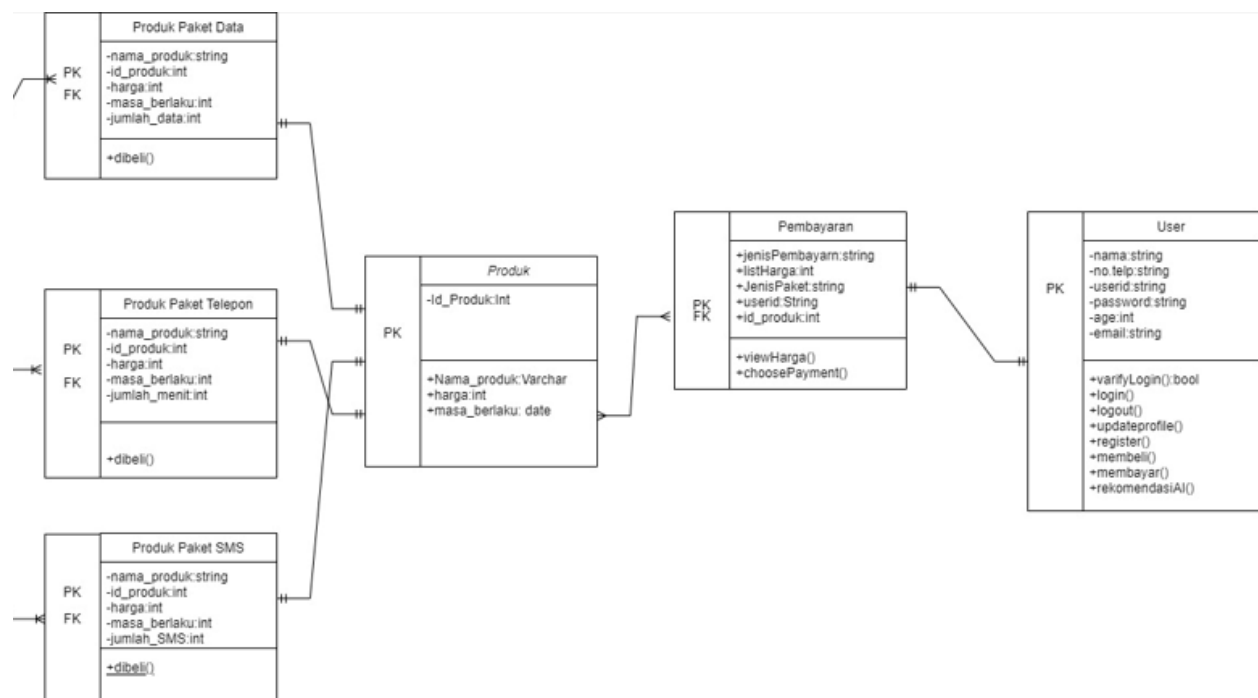 Produk Paket Data
PK
FK
-nama_produk:string
-id_produk:int
-harga:int
-masa_berlaku:int
-jumlah_data:int
+dibeli()
Produk Paket Telepon
PK
FK
-nama_produk:string
-id_produk:int
-harga:int
-masa_berlaku:int
-jumlah_menit:int
+dibeli()
Produk Paket SMS
PK
FK
-nama_produk:string
-id_produk:int
-harga:int
-masa_berlaku:int
-jumlah_SMS:int
+dibeli()
Produk
PK
-Id_Produk:Int
+Nama_produk:Varchar
+harga:int
+masa_berlaku: date
Pembayaran
PK
FK
+jenisPembayarn:string
+listHarga:int
+JenisPaket:string
+userid:String
+id_produk:int
+viewHarga()
+choosePayment()
User
PK
-nama:string
-no.telp:string
-userid:string
-password:string
-age:int
-email:string
+varifyLogin():bool
+login()
+logout()
+updateprofile()
+register()
+membeli()
+membayar()
+rekomendasiAI()